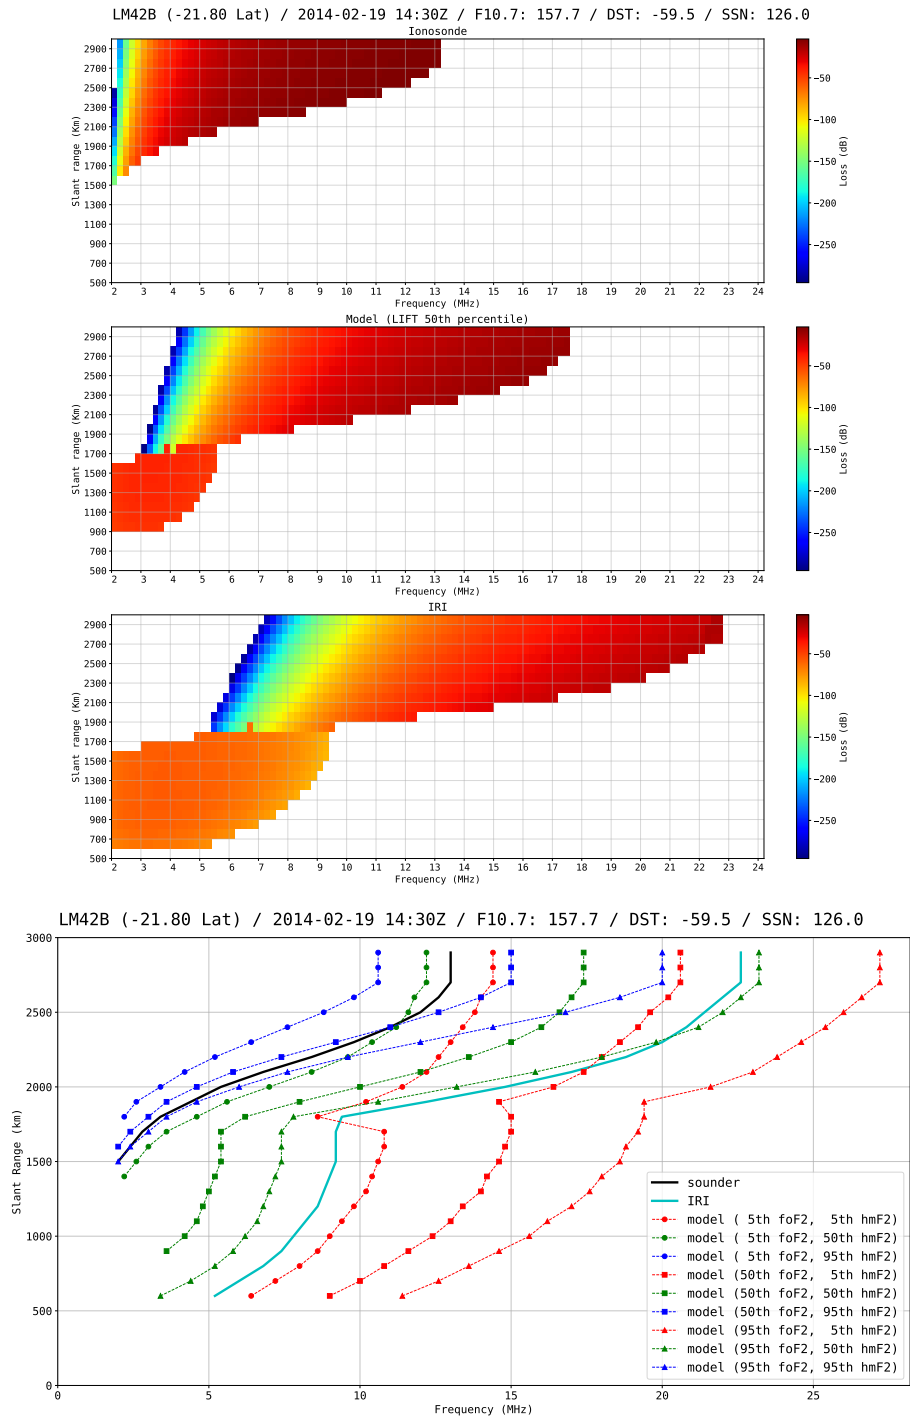 LM42B (-21.80 Lat) / 2014-02-19 14:30Z / F10.7: 157.7 / DST: -59.5 / SSN: 126.0
Ionosonde
2900
2700
2500
2300
2100
1900
1700
1500
1300
1100
900
700
500
Slant range (Km)
2 3 4 5 6 7 8 9 10 11 12 13 14 15 16 17 18 19 20 21 22 23 24
Frequency (MHz)
−50
−100
−150
−200
−250
Loss (dB)
Model (LIFT 50th percentile)
2900
2700
2500
2300
2100
1900
1700
1500
1300
1100
900
700
500
Slant range (Km)
2 3 4 5 6 7 8 9 10 11 12 13 14 15 16 17 18 19 20 21 22 23 24
Frequency (MHz)
−50
−100
−150
−200
−250
Loss (dB)
IRI
2900
2700
2500
2300
2100
1900
1700
1500
1300
1100
900
700
500
Slant range (Km)
2 3 4 5 6 7 8 9 10 11 12 13 14 15 16 17 18 19 20 21 22 23 24
Frequency (MHz)
−50
−100
−150
−200
−250
Loss (dB)
LM42B (-21.80 Lat) / 2014-02-19 14:30Z / F10.7: 157.7 / DST: -59.5 / SSN: 126.0
3000
2500
2000
1500
1000
500
0
Slant Range (km)
0 5 10 15 20 25
Frequency (MHz)
sounder
IRI
model ( 5th foF2,  5th hmF2)
model ( 5th foF2, 50th hmF2)
model ( 5th foF2, 95th hmF2)
model (50th foF2,  5th hmF2)
model (50th foF2, 50th hmF2)
model (50th foF2, 95th hmF2)
model (95th foF2,  5th hmF2)
model (95th foF2, 50th hmF2)
model (95th foF2, 95th hmF2)